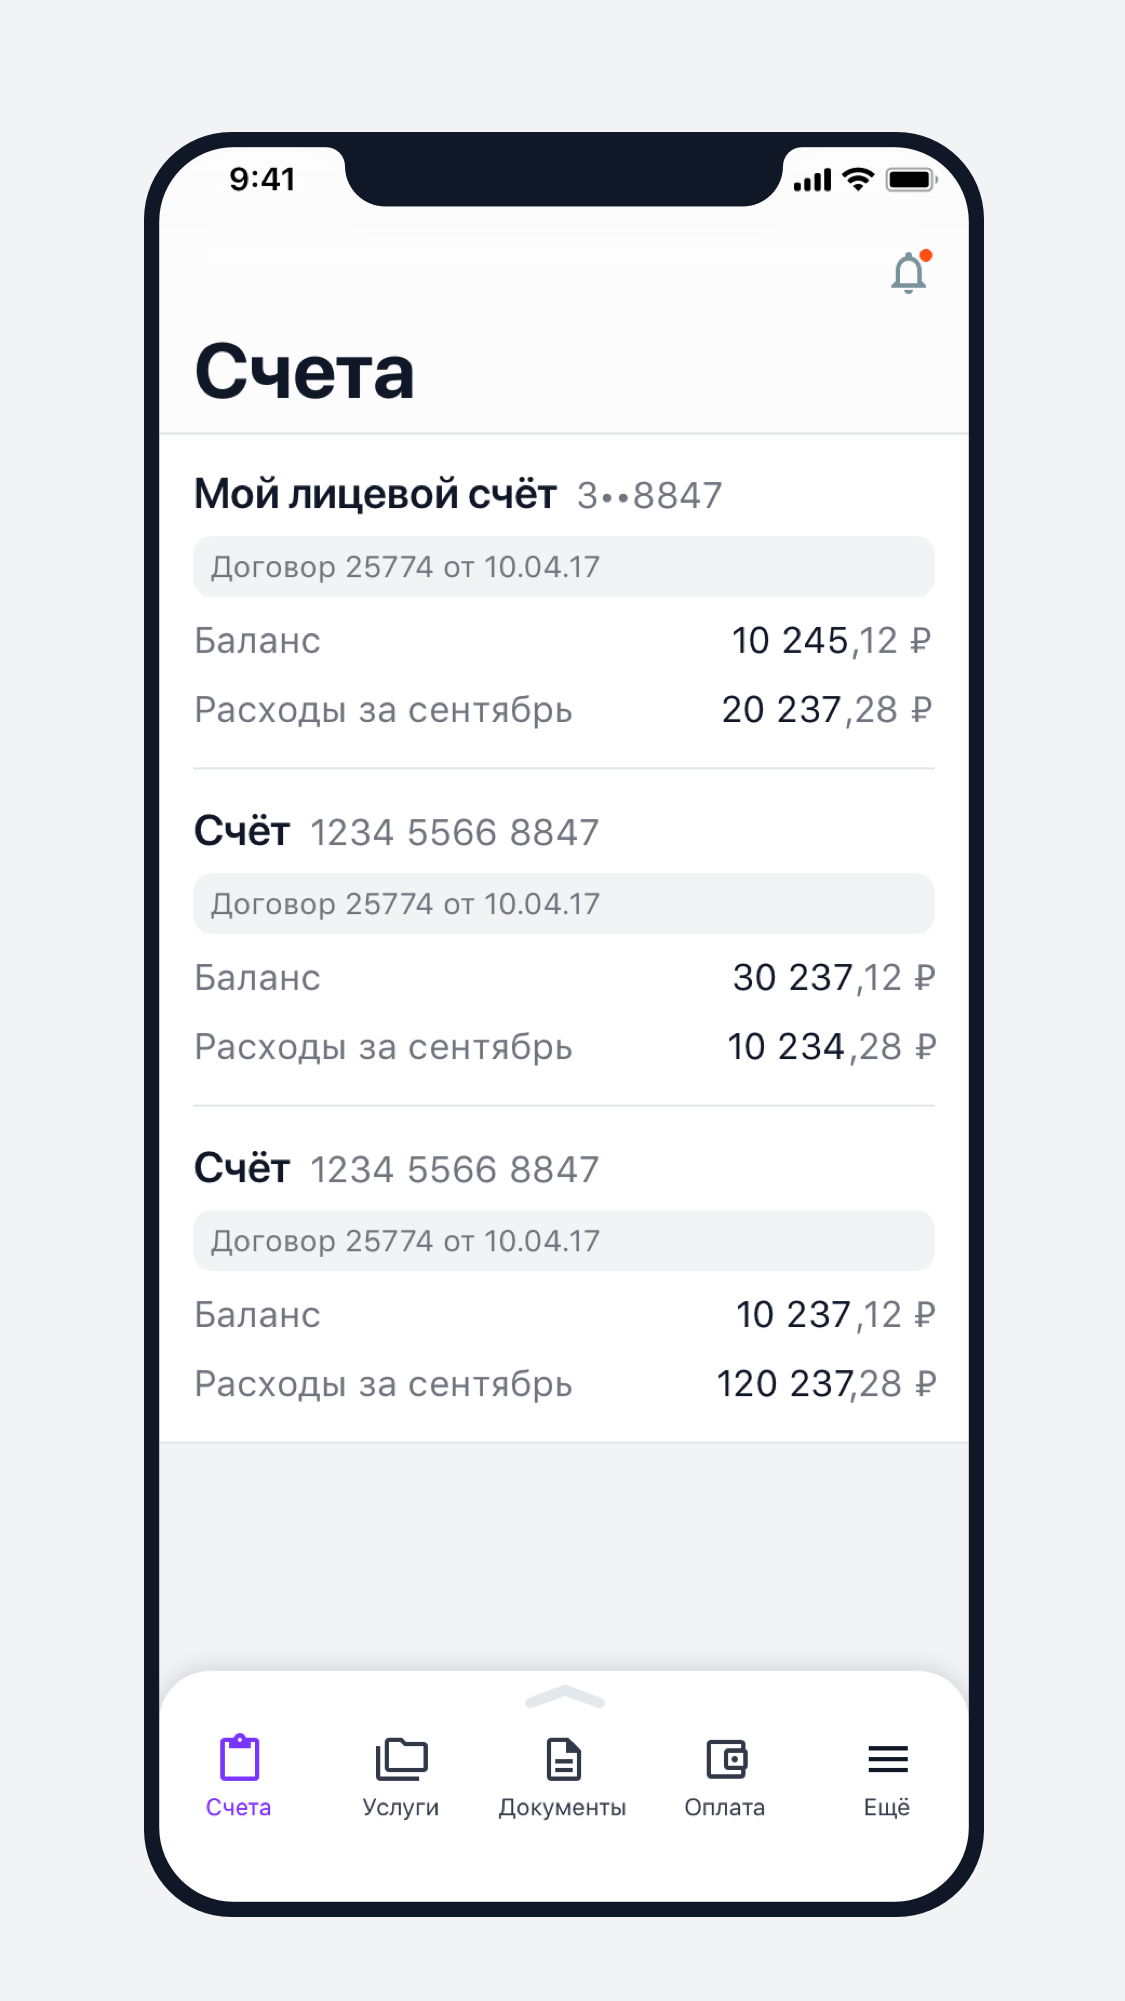 9:41
Счета
Мой лицевой счёт 3••8847
Договор 25774 от 10.04.17
Баланс 10 245,12 ₽
Расходы за сентябрь 20 237,28 ₽
Счёт 1234 5566 8847
Договор 25774 от 10.04.17
Баланс 30 237,12 ₽
Расходы за сентябрь 10 234,28 ₽
Счёт 1234 5566 8847
Договор 25774 от 10.04.17
Баланс 10 237,12 ₽
Расходы за сентябрь 120 237,28 ₽
Счета Услуги Документы Оплата Ещё